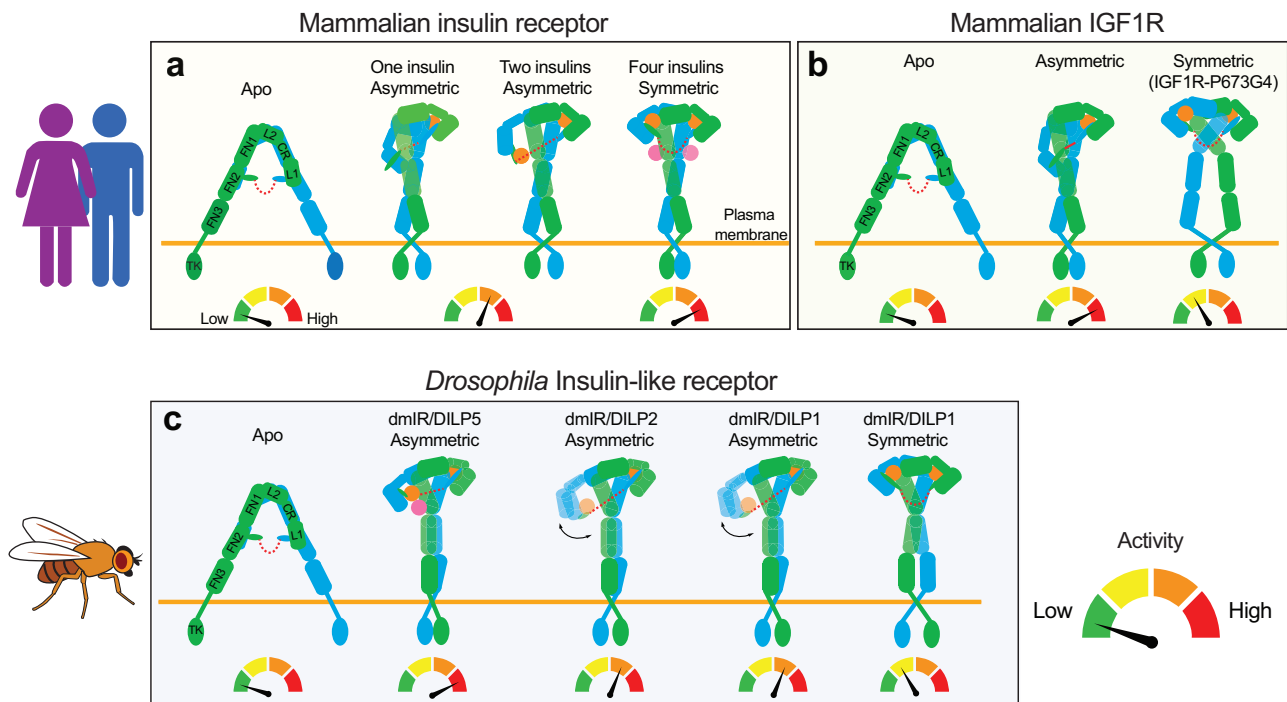 Mammalian insulin receptor
Mammalian IGF1R
a
Apo
One insulin
Asymmetric
Two insulins
Asymmetric
Four insulins
Symmetric
FN1
L2
CR
FN2
L1
FN3
TK
Plasma
membrane
Low
High
b
Apo
Asymmetric
Symmetric
(IGF1R-P673G4)
FN1
L2
CR
FN2
L1
FN3
TK
Drosophila Insulin-like receptor
c
Apo
dmIR/DILP5
Asymmetric
dmIR/DILP2
Asymmetric
dmIR/DILP1
Asymmetric
dmIR/DILP1
Symmetric
FN1
L2
CR
FN2
L1
FN3
TK
Activity
Low
High